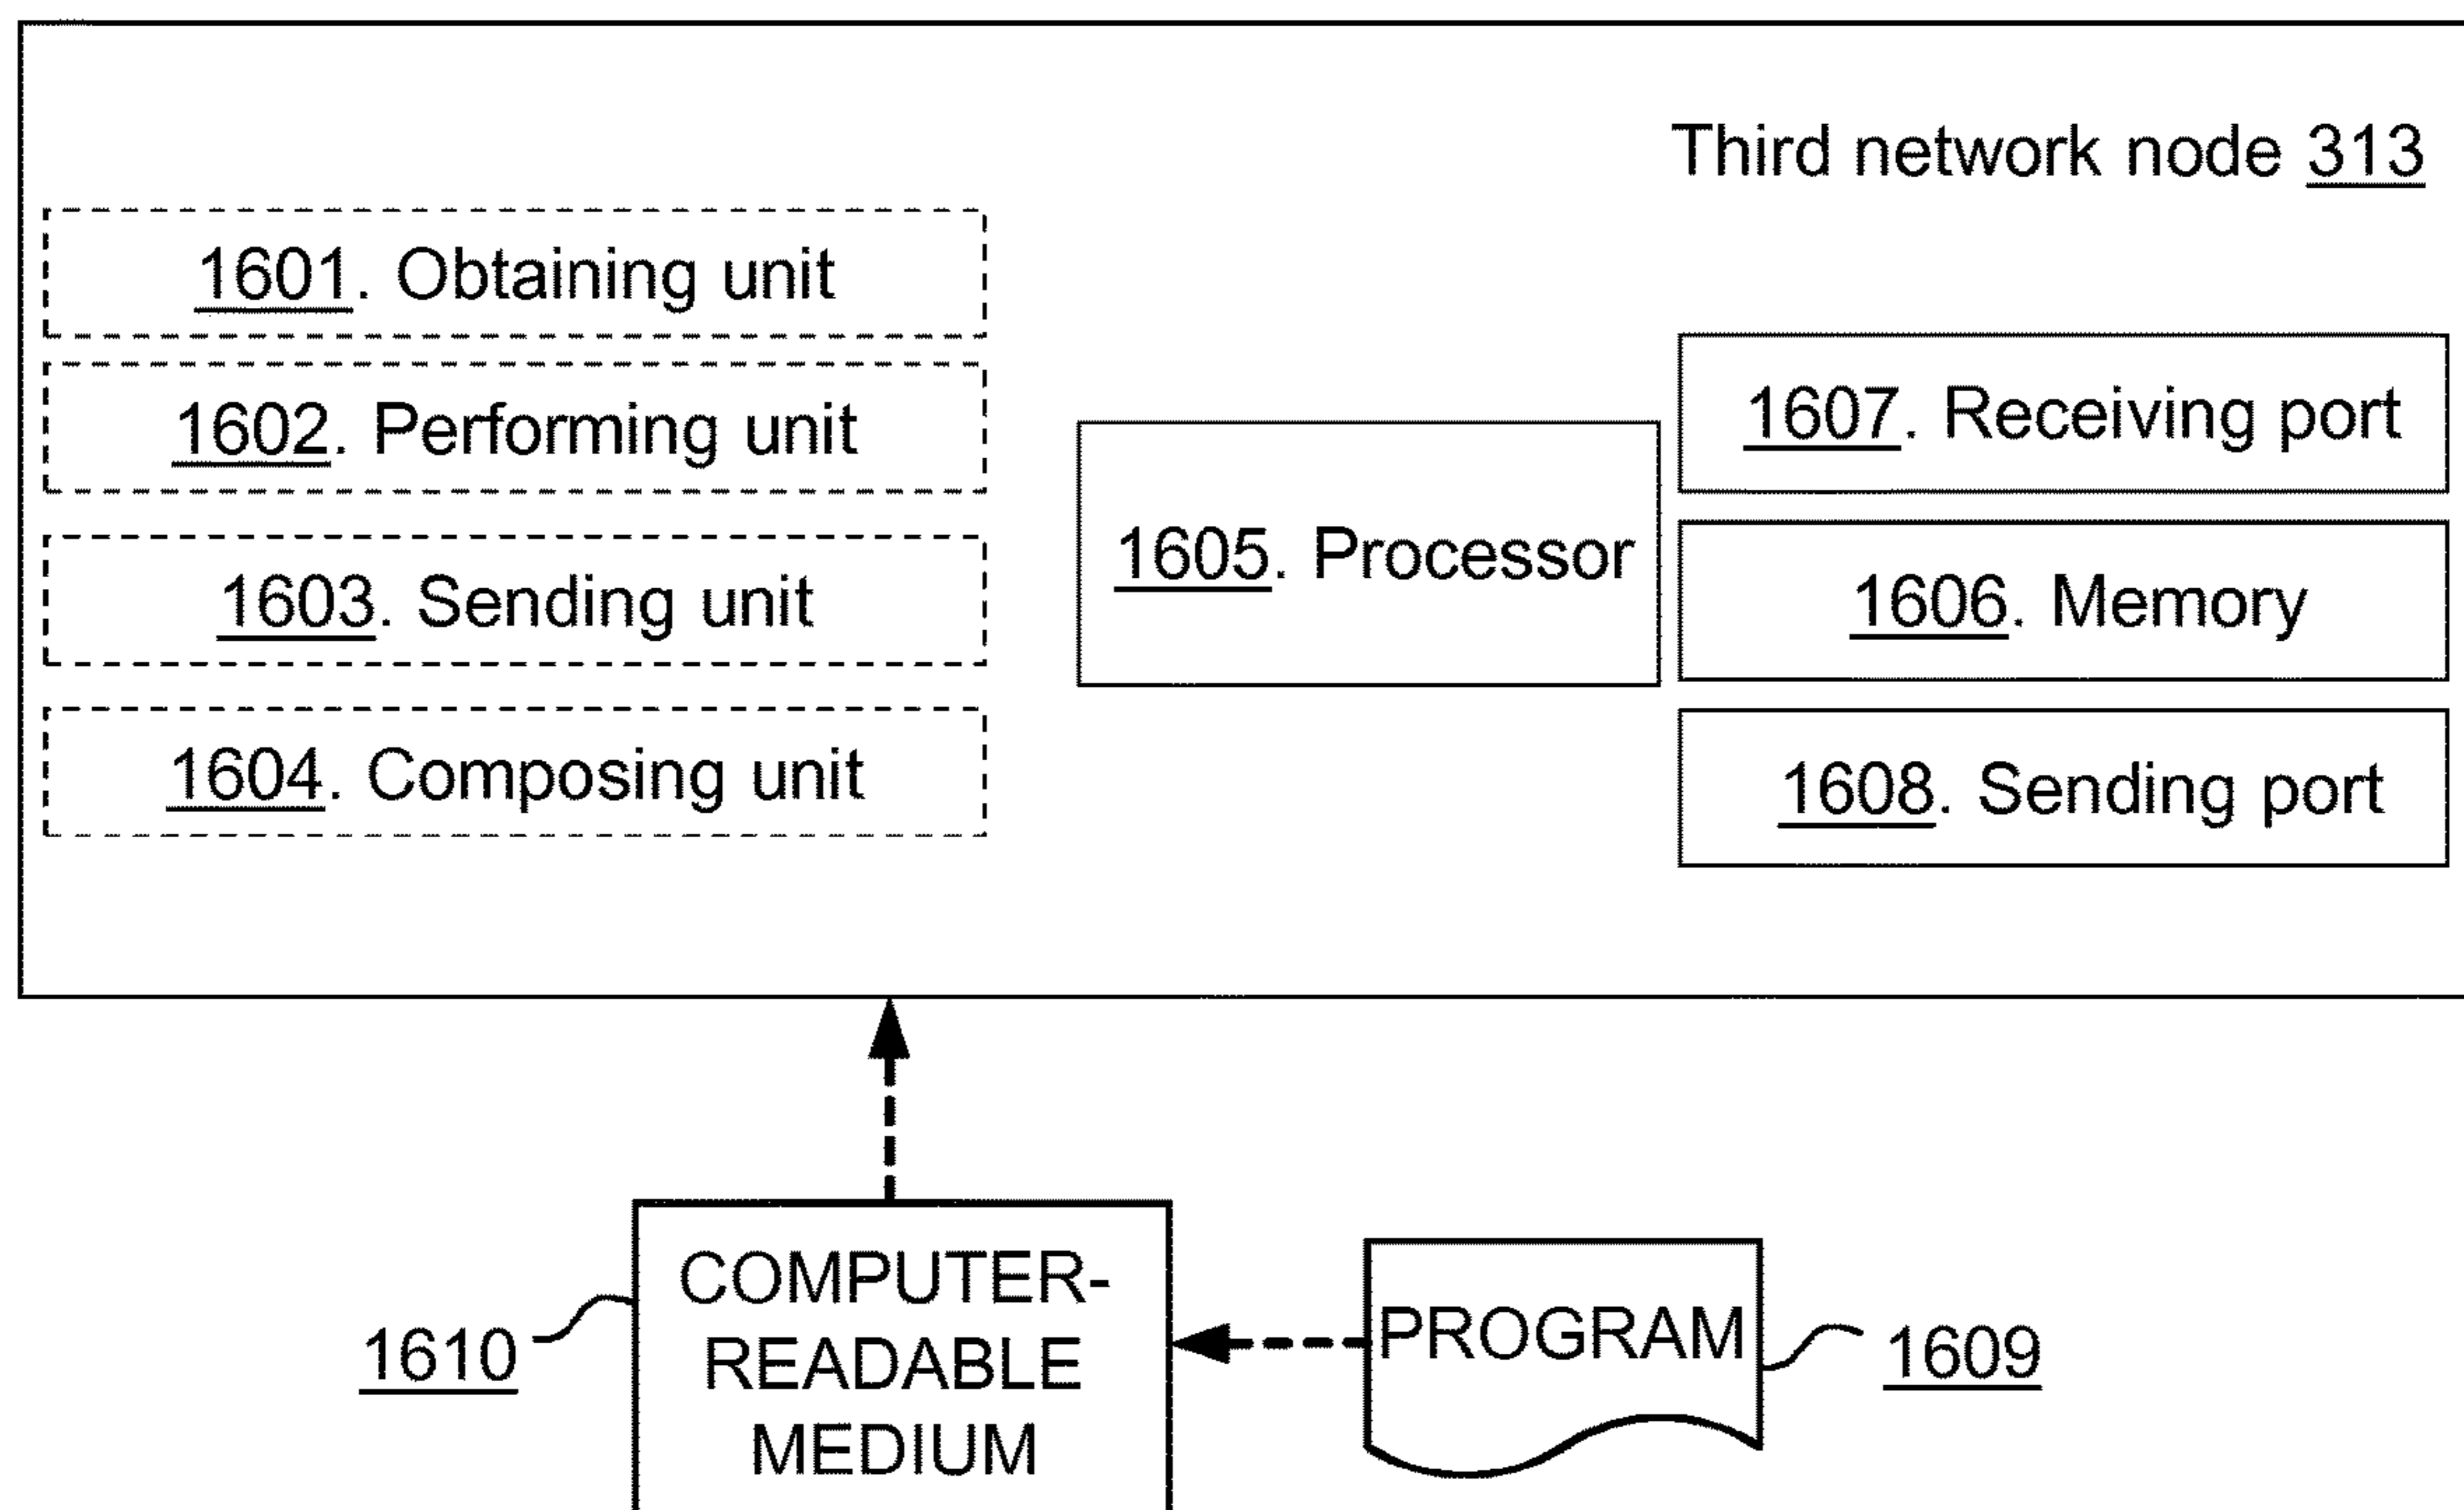 Third network node 313
1601. Obtaining unit
1602. Performing unit
1603. Sending unit
1604. Composing unit
1605. Processor
1607. Receiving port
1606. Memory
1608. Sending port
1610
COMPUTER-
READABLE
MEDIUM
PROGRAM
1609